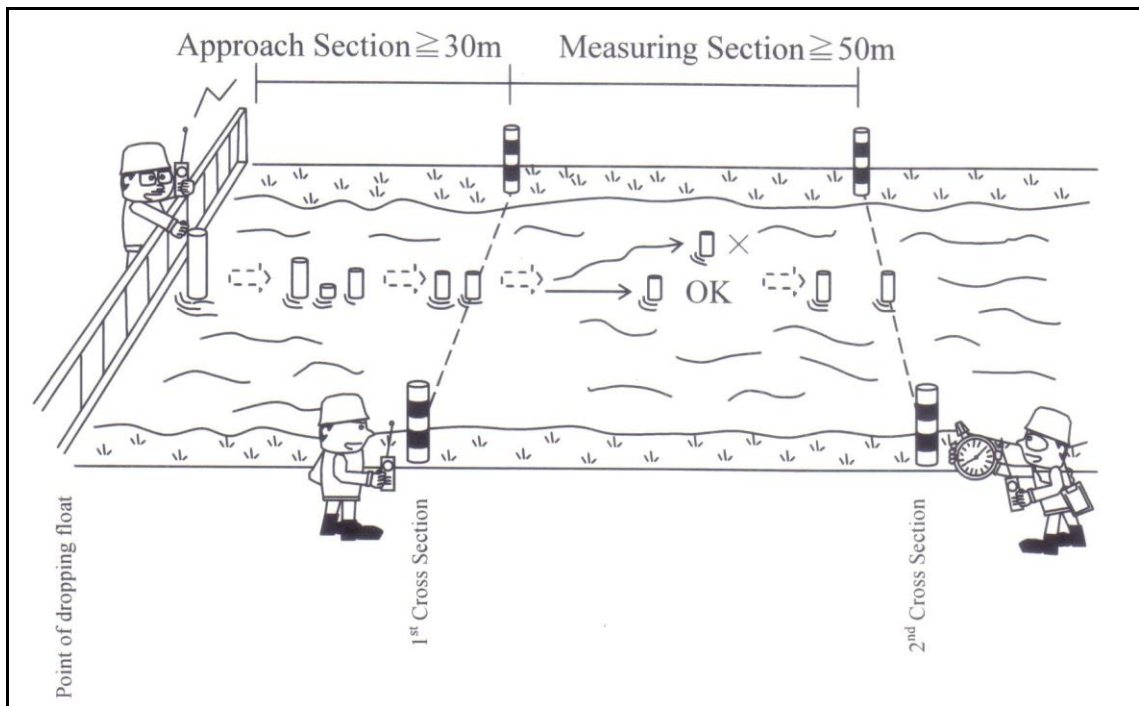 Approach Section≧30m
Measuring Section≧50m
×
OK
Point of dropping float
1st Cross Section
2nd Cross Section